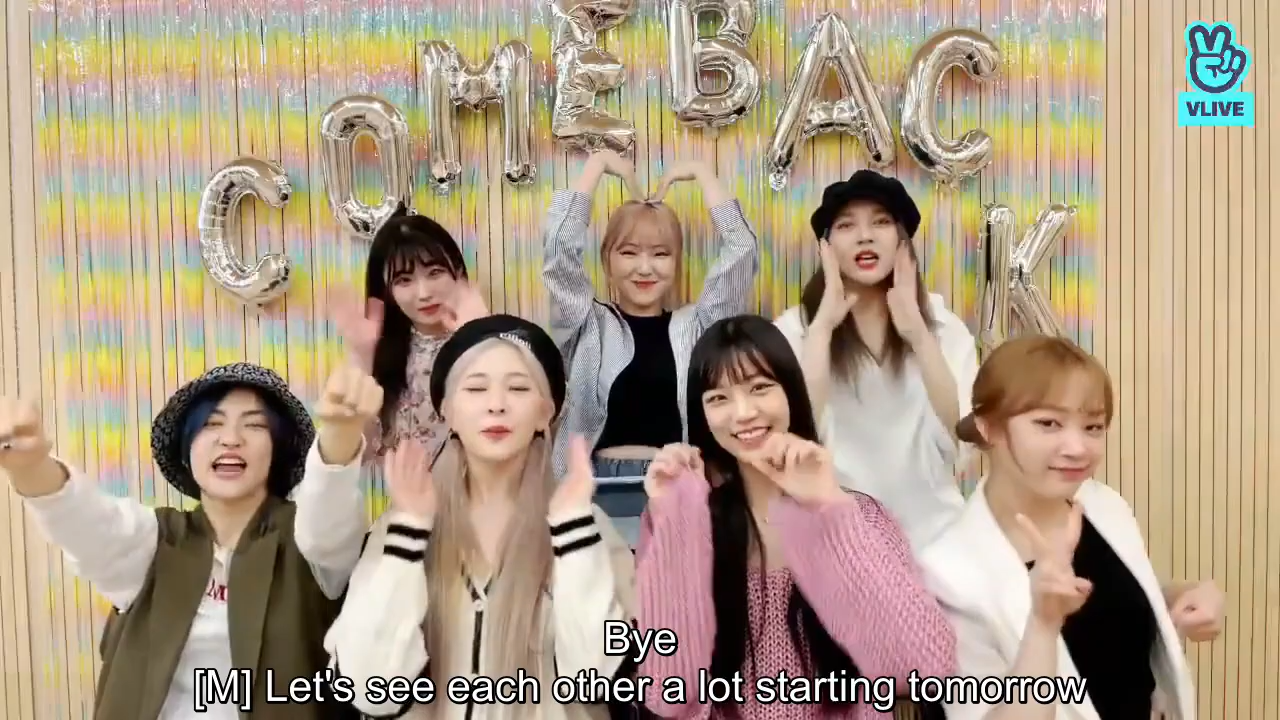 COMEBACK
VLIVE
Bye
[M] Let's see each other a lot starting tomorrow